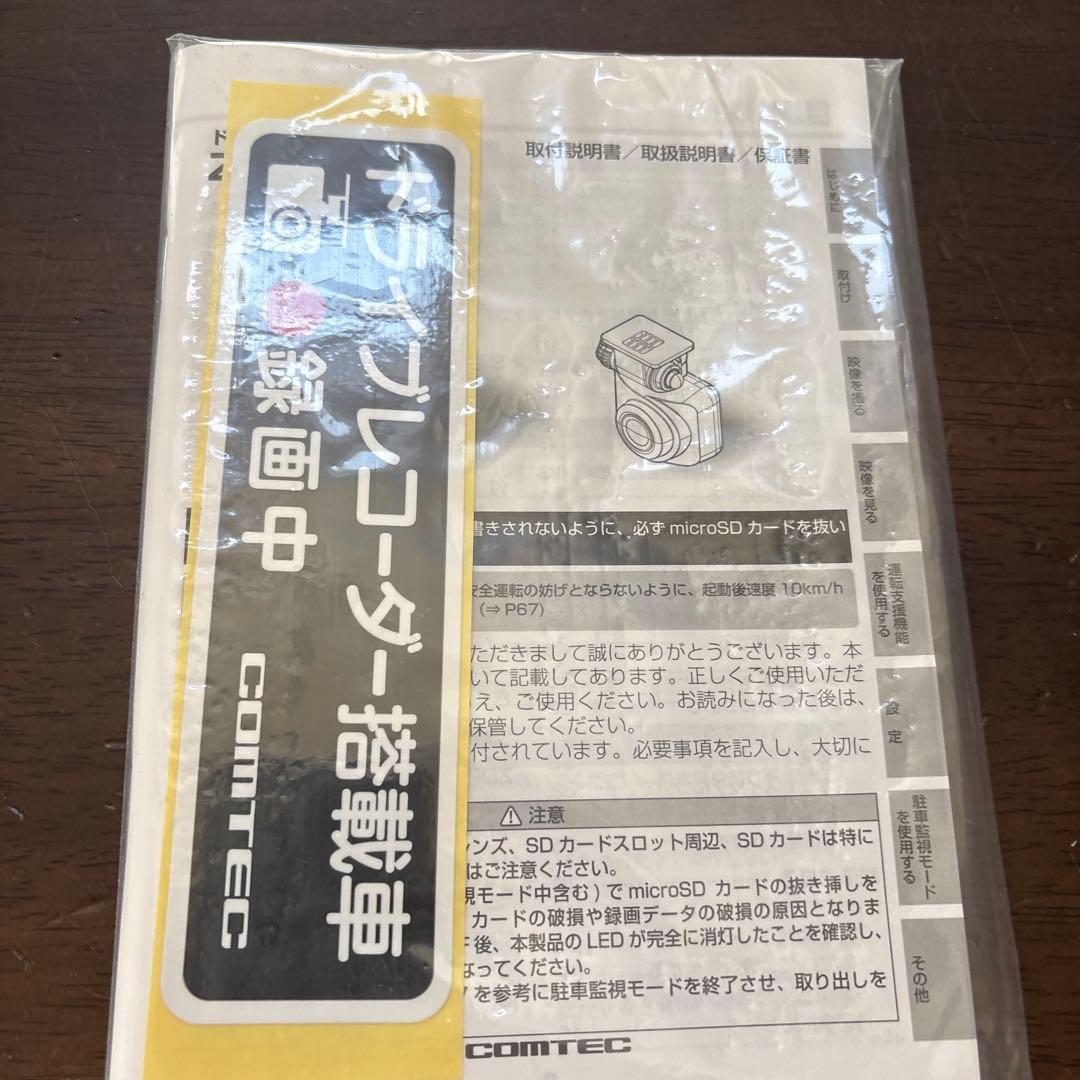 ドライブレコーダー搭載車
録画中
COMTEC
ド
取付説明書/取扱説明書/保証書
書きされないように、必ず microSD カードを抜い
安全運転の妨げとならないように、起動後速度 10km/h
(⇒ P67)
ただきまして誠にありがとうございます。本
いて記載してあります。正しくご使用いただ
え、ご使用ください。お読みになった後は、
保管してください。
付されています。必要事項を記入し、大切に
⚠ 注意
ンズ、SD カードスロット周辺、SD カードは特に
はご注意ください。
視モード中含む) で microSD カードの抜き挿しを
カードの破損や録画データの破損の原因となりま
F 後、本製品の LED が完全に消灯したことを確認し、
なってください。
を参考に駐車監視モードを終了させ、取り出しを
COMTEC
はじめに
取付け
映像を撮る
映像を見る
運転支援機能
を使用する
設 定
駐車監視モード
を使用する
その他